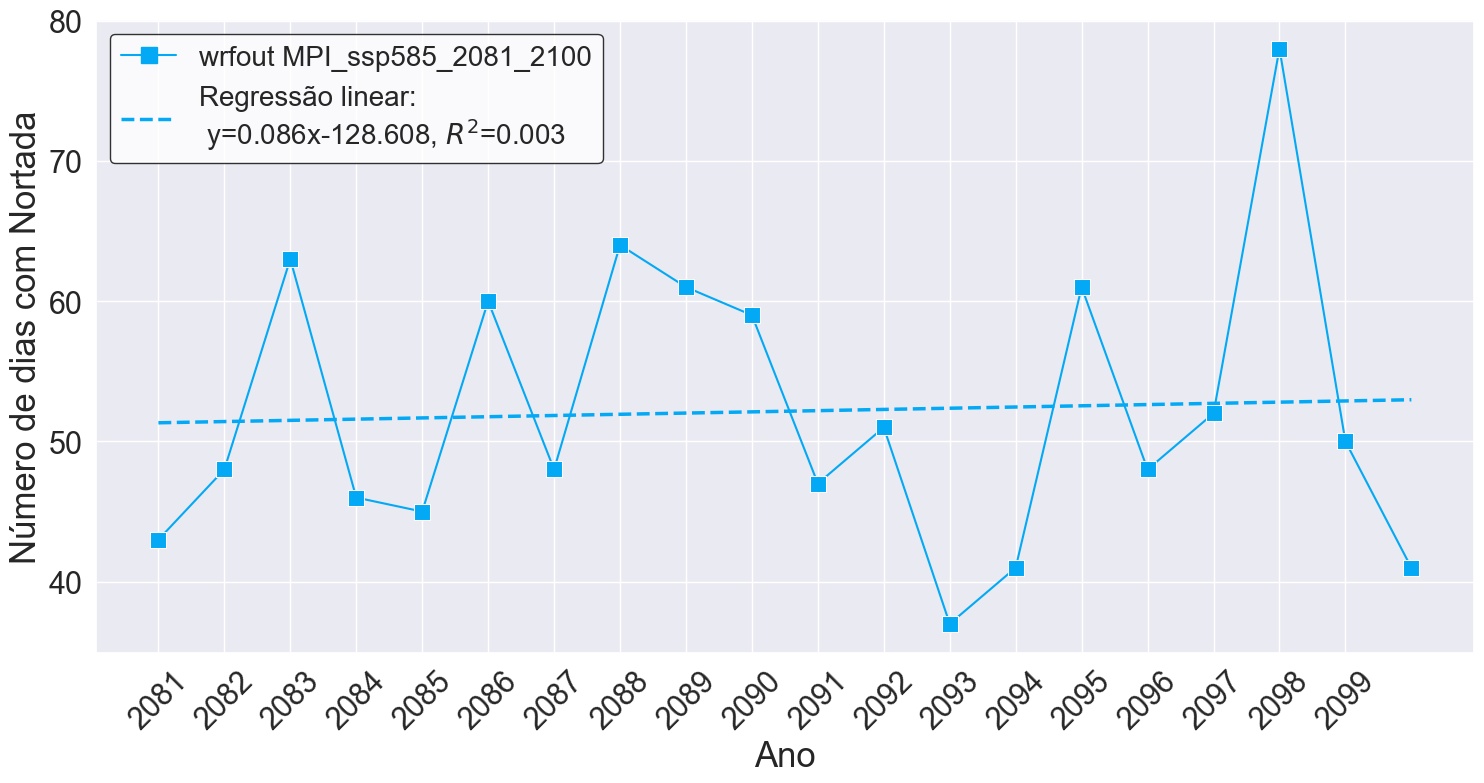 80
70
60
50
40
Número de dias com Nortada
wrfout MPI_ssp585_2081_2100
Regressão linear:
y=0.086x-128.608, R²=0.003
2081 2082 2083 2084 2085 2086 2087 2088 2089 2090 2091 2092 2093 2094 2095 2096 2097 2098 2099
Ano